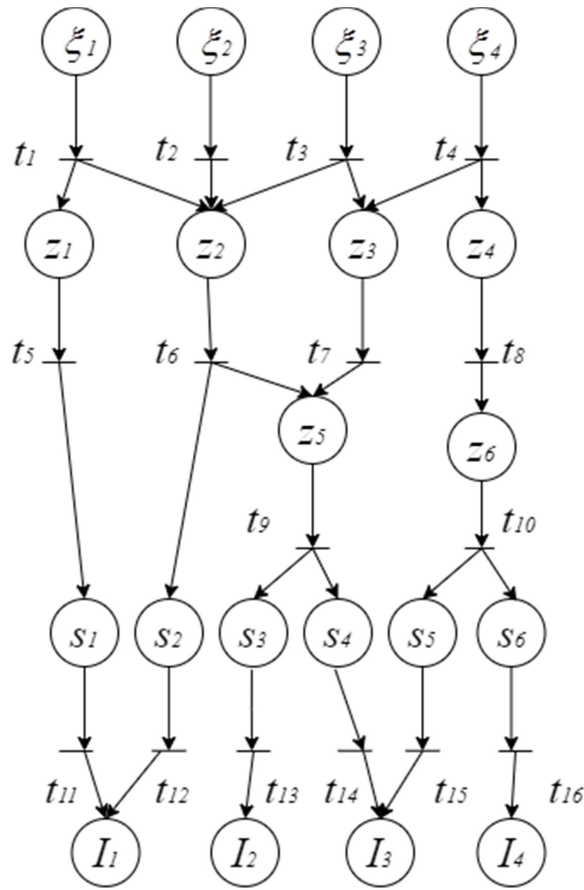 ξ1 ξ2 ξ3 ξ4
t1 t2 t3 t4
z1 z2 z3 z4
t5 t6 t7 t8
z5 z6
t9 t10
s1 s2 s3 s4 s5 s6
t11 t12 t13 t14 t15 t16
I1 I2 I3 I4